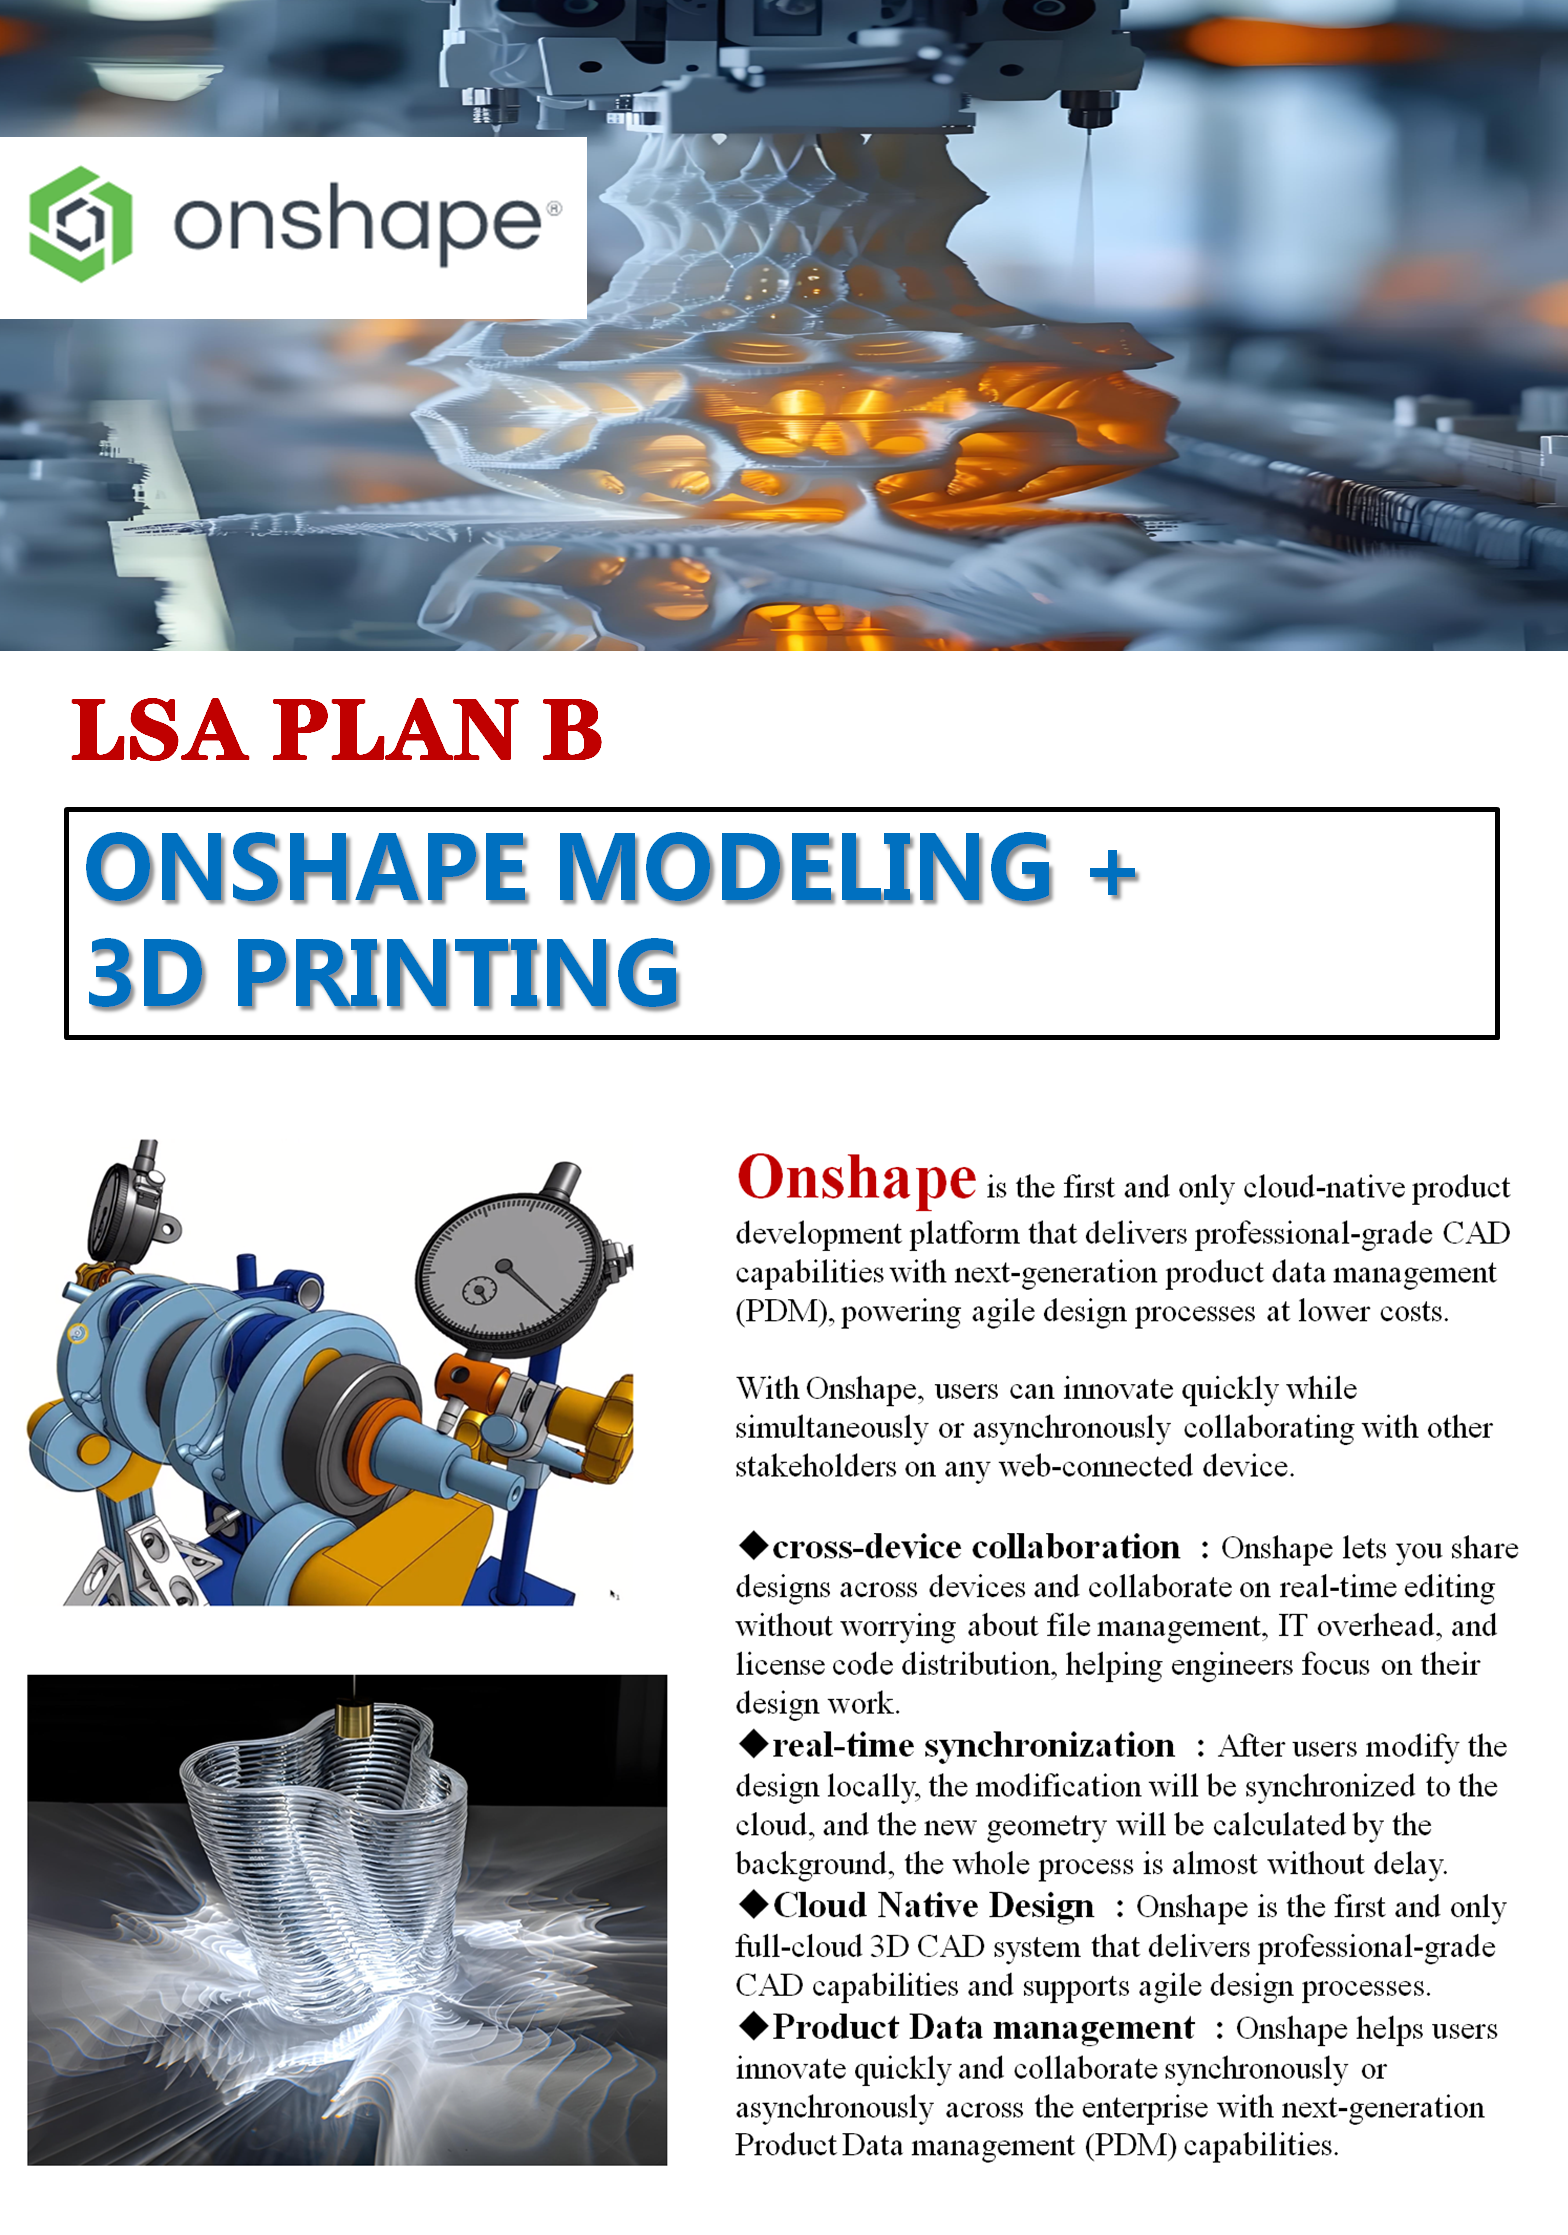 onshape®
LSA PLAN B
ONSHAPE MODELING +
3D PRINTING
Onshape is the first and only cloud-native product
development platform that delivers professional-grade CAD
capabilities with next-generation product data management
(PDM), powering agile design processes at lower costs.
With Onshape, users can innovate quickly while
simultaneously or asynchronously collaborating with other
stakeholders on any web-connected device.
◆cross-device collaboration : Onshape lets you share
designs across devices and collaborate on real-time editing
without worrying about file management, IT overhead, and
license code distribution, helping engineers focus on their
design work.
◆real-time synchronization : After users modify the
design locally, the modification will be synchronized to the
cloud, and the new geometry will be calculated by the
background, the whole process is almost without delay.
◆Cloud Native Design : Onshape is the first and only
full-cloud 3D CAD system that delivers professional-grade
CAD capabilities and supports agile design processes.
◆Product Data management : Onshape helps users
innovate quickly and collaborate synchronously or
asynchronously across the enterprise with next-generation
Product Data management (PDM) capabilities.